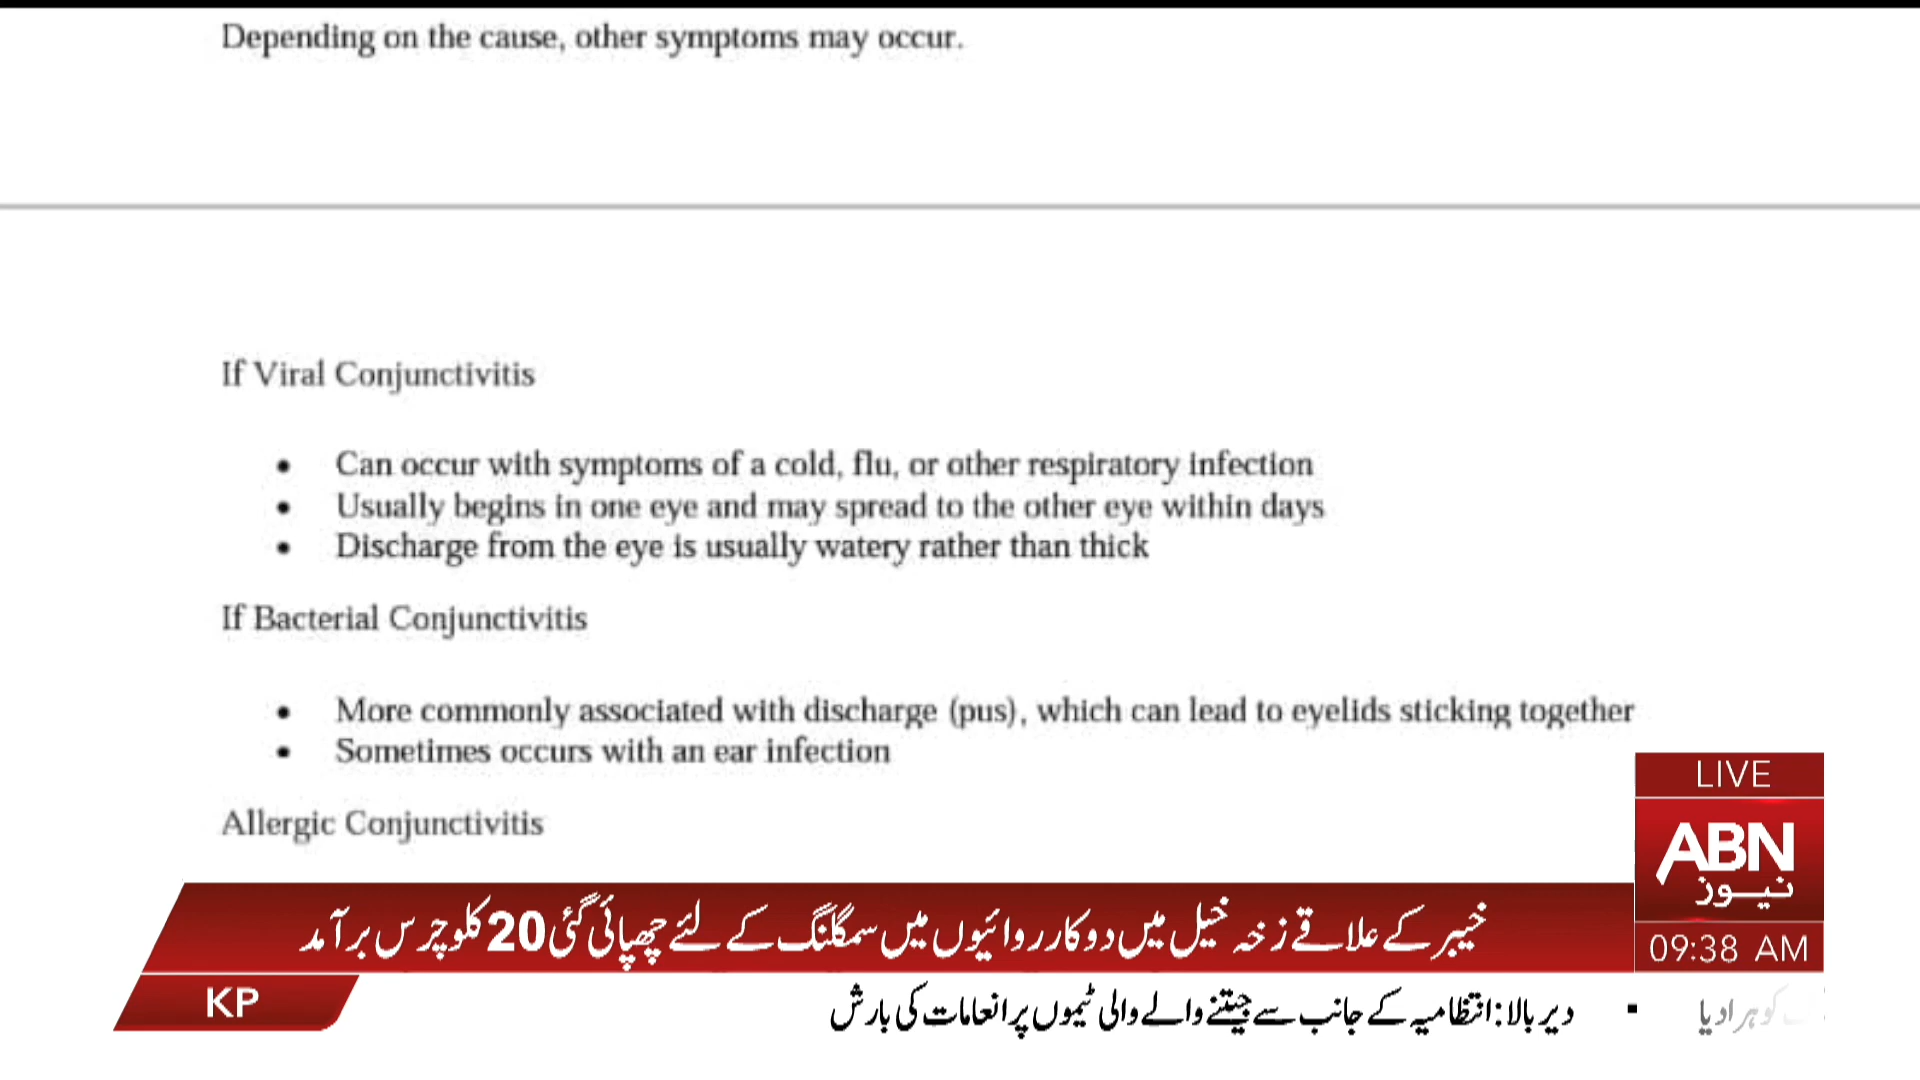 Depending on the cause, other symptoms may occur.
If Viral Conjunctivitis
• Can occur with symptoms of a cold, flu, or other respiratory infection
• Usually begins in one eye and may spread to the other eye within days
• Discharge from the eye is usually watery rather than thick
If Bacterial Conjunctivitis
• More commonly associated with discharge (pus), which can lead to eyelids sticking together
• Sometimes occurs with an ear infection
Allergic Conjunctivitis
LIVE
ABN
نیوز
09:38 AM
خیبر کے علاقے زخہ خیل میں دو کارروائیوں میں سمگلنگ کے لئے چھپائی گئی 20 کلو چرس برآمد
KP
کو ہرا دیا ▪ دیر بالا: انتظامیہ کے جانب سے جیتنے والے والی ٹیموں پر انعامات کی بارش